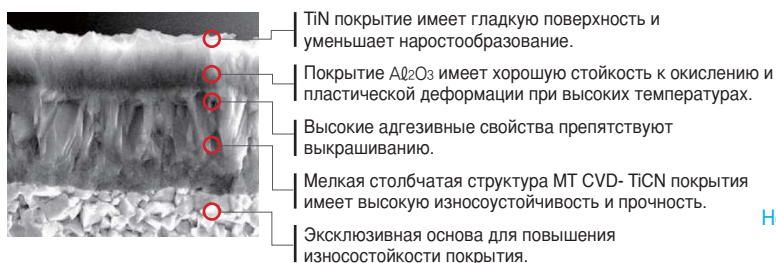 TiN покрытие имеет гладкую поверхность и
уменьшает наростообразование.
Покрытие Aℓ2O3 имеет хорошую стойкость к окислению и
пластической деформации при высоких температурах.
Высокие адгезивные свойства препятствуют
выкрашиванию.
Мелкая столбчатая структура MT CVD- TiCN покрытия
имеет высокую износоустойчивость и прочность.
Эксклюзивная основа для повышения
износостойкости покрытия.